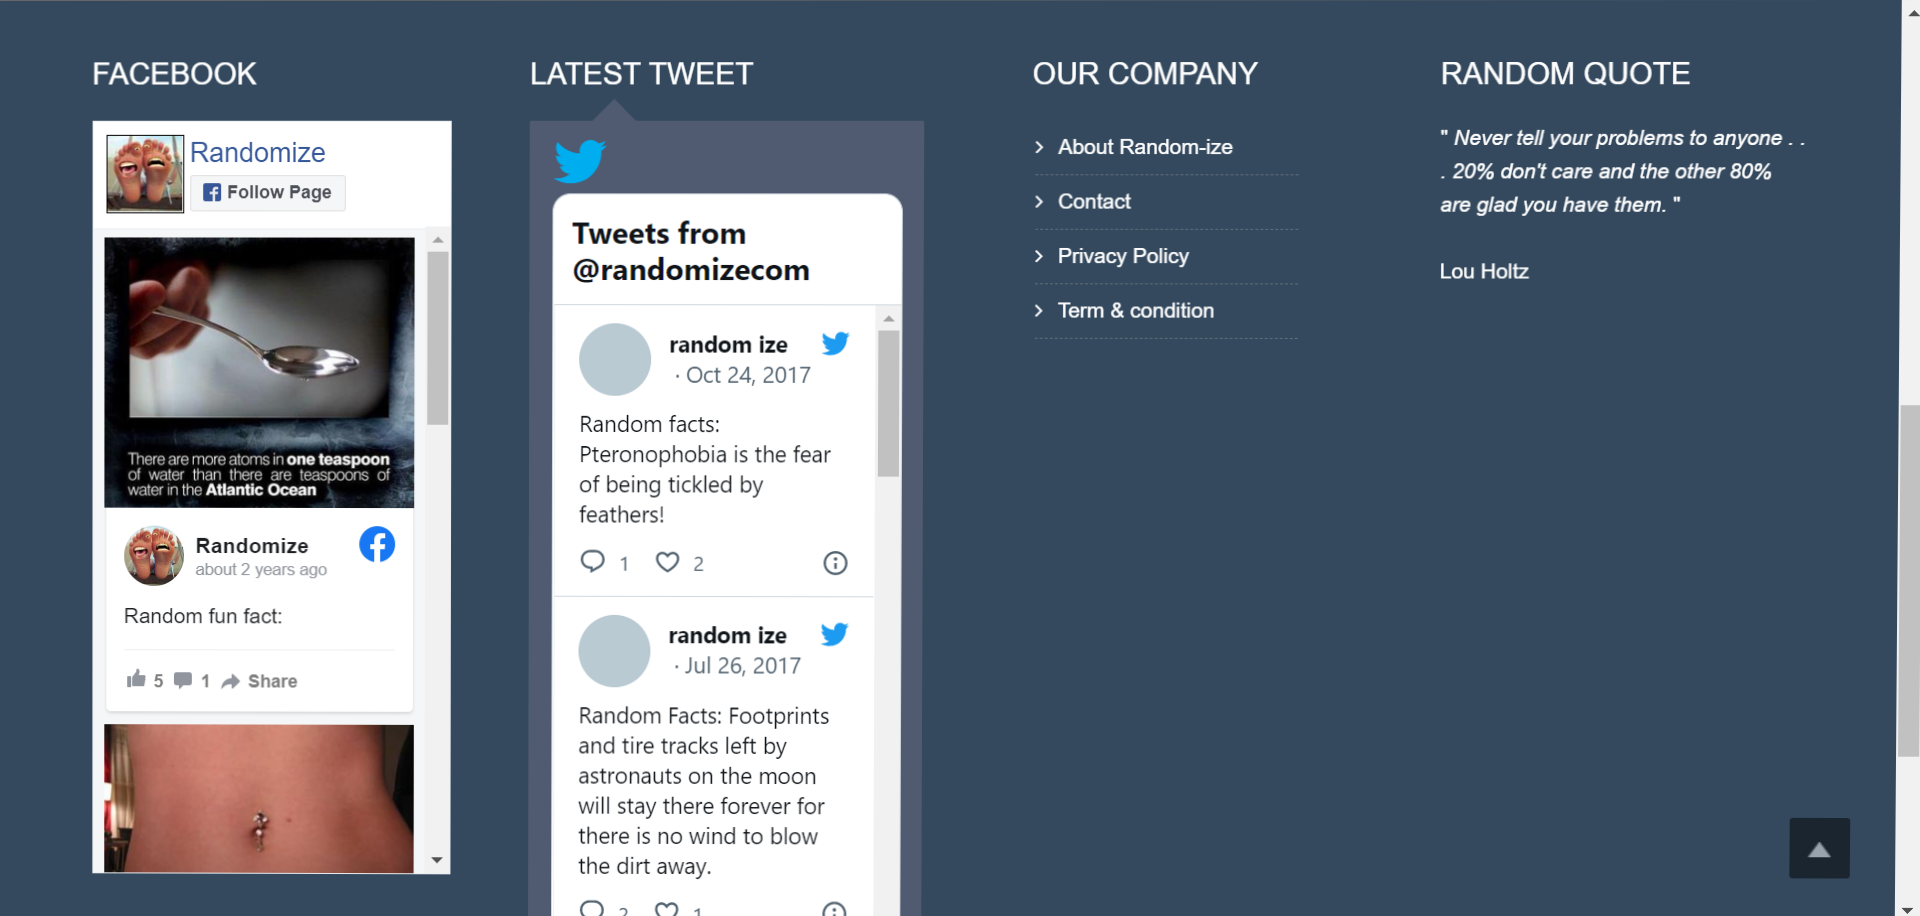 FACEBOOK
Randomize
Follow Page
There are more atoms in one teaspoon
of water than there are teaspoons of
water in the Atlantic Ocean
Randomize
about 2 years ago
Random fun fact:
5 1 Share
LATEST TWEET
Tweets from
@randomizecom
random ize
· Oct 24, 2017
Random facts:
Pteronophobia is the fear
of being tickled by
feathers!
1 2
random ize
· Jul 26, 2017
Random Facts: Footprints
and tire tracks left by
astronauts on the moon
will stay there forever for
there is no wind to blow
the dirt away.
2 1
OUR COMPANY
About Random-ize
Contact
Privacy Policy
Term & condition
RANDOM QUOTE
" Never tell your problems to anyone . .
. 20% don't care and the other 80%
are glad you have them. "
Lou Holtz